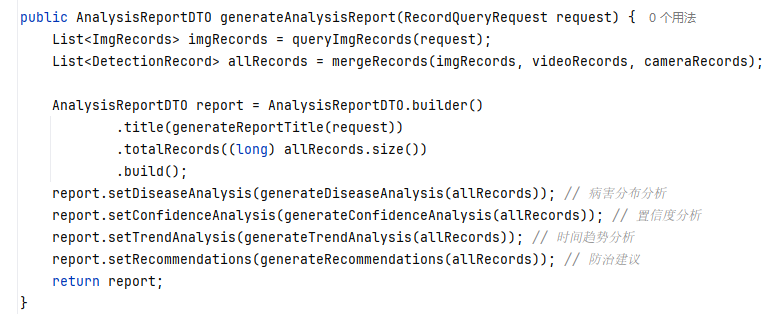 public AnalysisReportDTO generateAnalysisReport(RecordQueryRequest request) { 0 个用法
    List<ImgRecords> imgRecords = queryImgRecords(request);
    List<DetectionRecord> allRecords = mergeRecords(imgRecords, videoRecords, cameraRecords);

    AnalysisReportDTO report = AnalysisReportDTO.builder()
            .title(generateReportTitle(request))
            .totalRecords((long) allRecords.size())
            .build();
    report.setDiseaseAnalysis(generateDiseaseAnalysis(allRecords)); // 病害分布分析
    report.setConfidenceAnalysis(generateConfidenceAnalysis(allRecords)); // 置信度分析
    report.setTrendAnalysis(generateTrendAnalysis(allRecords)); // 时间趋势分析
    report.setRecommendations(generateRecommendations(allRecords)); // 防治建议
    return report;
}